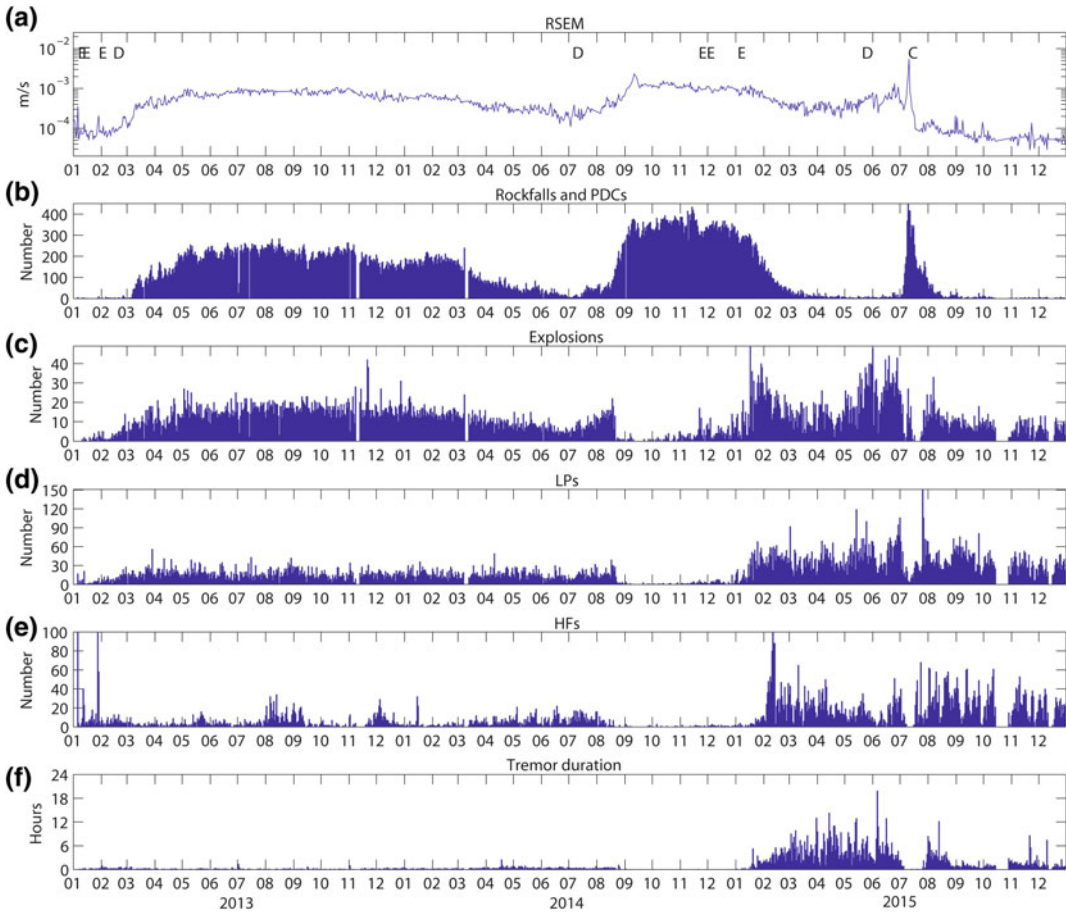 (a)
RSEM
10⁻²
E E E D D EE E D C
m/s
10⁻³
10⁻⁴
01 02 03 04 05 06 07 08 09 10 11 12 01 02 03 04 05 06 07 08 09 10 11 12 01 02 03 04 05 06 07 08 09 10 11 12
(b)
Rockfalls and PDCs
Number
400
300
200
100
0
01 02 03 04 05 06 07 08 09 10 11 12 01 02 03 04 05 06 07 08 09 10 11 12 01 02 03 04 05 06 07 08 09 10 11 12
(c)
Explosions
Number
40
30
20
10
0
01 02 03 04 05 06 07 08 09 10 11 12 01 02 03 04 05 06 07 08 09 10 11 12 01 02 03 04 05 06 07 08 09 10 11 12
(d)
LPs
Number
150
120
90
60
30
0
01 02 03 04 05 06 07 08 09 10 11 12 01 02 03 04 05 06 07 08 09 10 11 12 01 02 03 04 05 06 07 08 09 10 11 12
(e)
HFs
Number
100
80
60
40
20
0
01 02 03 04 05 06 07 08 09 10 11 12 01 02 03 04 05 06 07 08 09 10 11 12 01 02 03 04 05 06 07 08 09 10 11 12
(f)
Tremor duration
Hours
24
18
12
6
0
01 02 03 04 05 06 07 08 09 10 11 12 01 02 03 04 05 06 07 08 09 10 11 12 01 02 03 04 05 06 07 08 09 10 11 12
2013 2014 2015